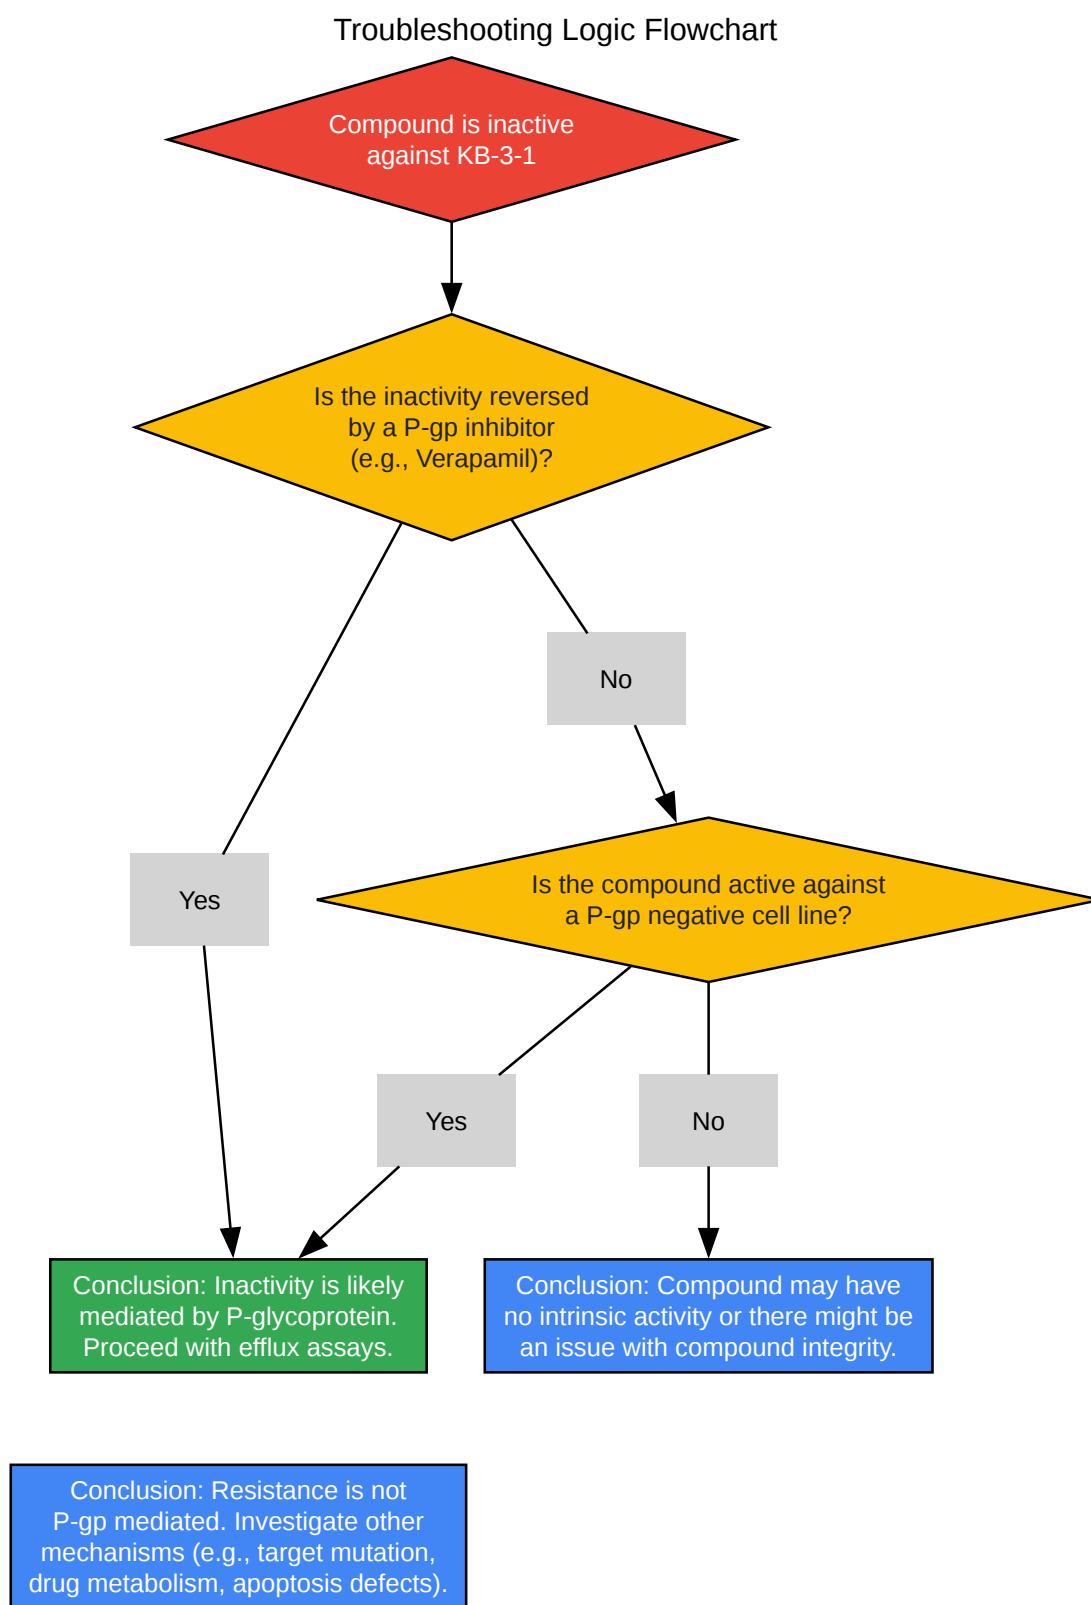 Troubleshooting Logic Flowchart
Compound is inactive
against KB-3-1
Is the inactivity reversed
by a P-gp inhibitor
(e.g., Verapamil)?
No
Yes
Is the compound active against
a P-gp negative cell line?
Yes
No
Conclusion: Inactivity is likely
mediated by P-glycoprotein.
Proceed with efflux assays.
Conclusion: Compound may have
no intrinsic activity or there might be
an issue with compound integrity.
Conclusion: Resistance is not
P-gp mediated. Investigate other
mechanisms (e.g., target mutation,
drug metabolism, apoptosis defects).